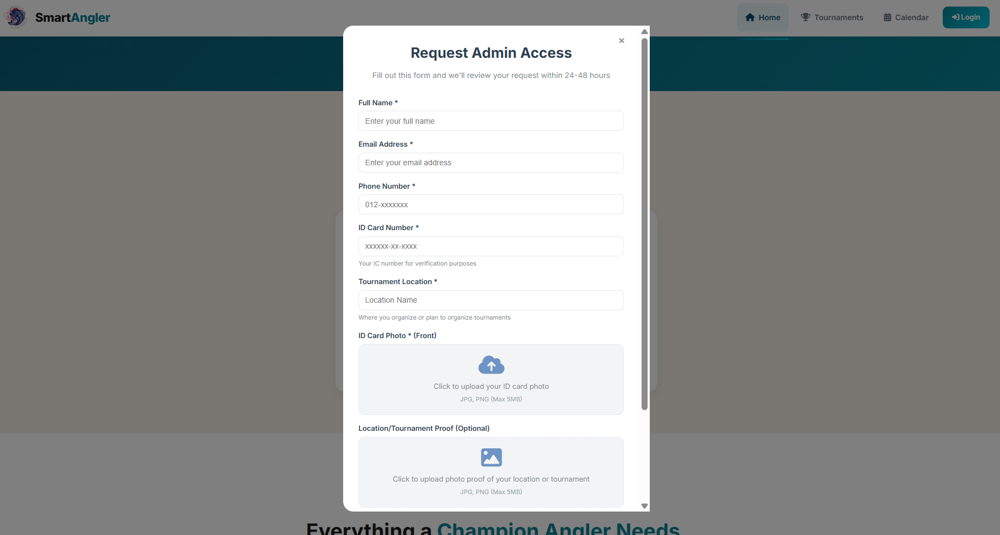 SmartAngler
Home
Tournaments
Calendar
Login
×
Request Admin Access
Fill out this form and we'll review your request within 24-48 hours
Full Name *
Enter your full name
Email Address *
Enter your email address
Phone Number *
012-xxxxxxx
ID Card Number *
xxxxxx-xx-xxxx
Your IC number for verification purposes
Tournament Location *
Location Name
Where you organize or plan to organize tournaments
ID Card Photo * (Front)
Click to upload your ID card photo
JPG, PNG (Max 5MB)
Location/Tournament Proof (Optional)
Click to upload photo proof of your location or tournament
JPG, PNG (Max 5MB)
Everything a Champion Angler Needs